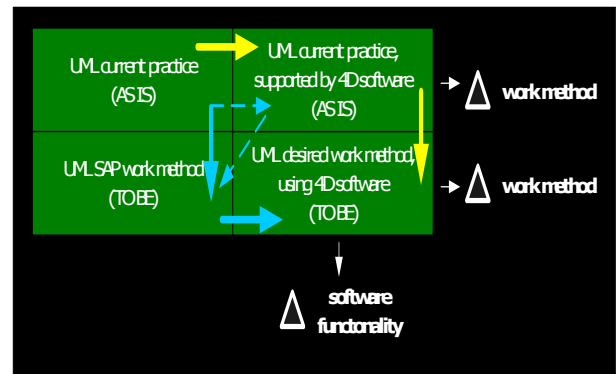 UML current practice
(AS IS)
UML current practice,
supported by 4D software
(AS IS)
Δ work method
UML SAP work method
(TO BE)
UML desired work method,
using 4D software
(TO BE)
Δ work method
Δ software
functonality